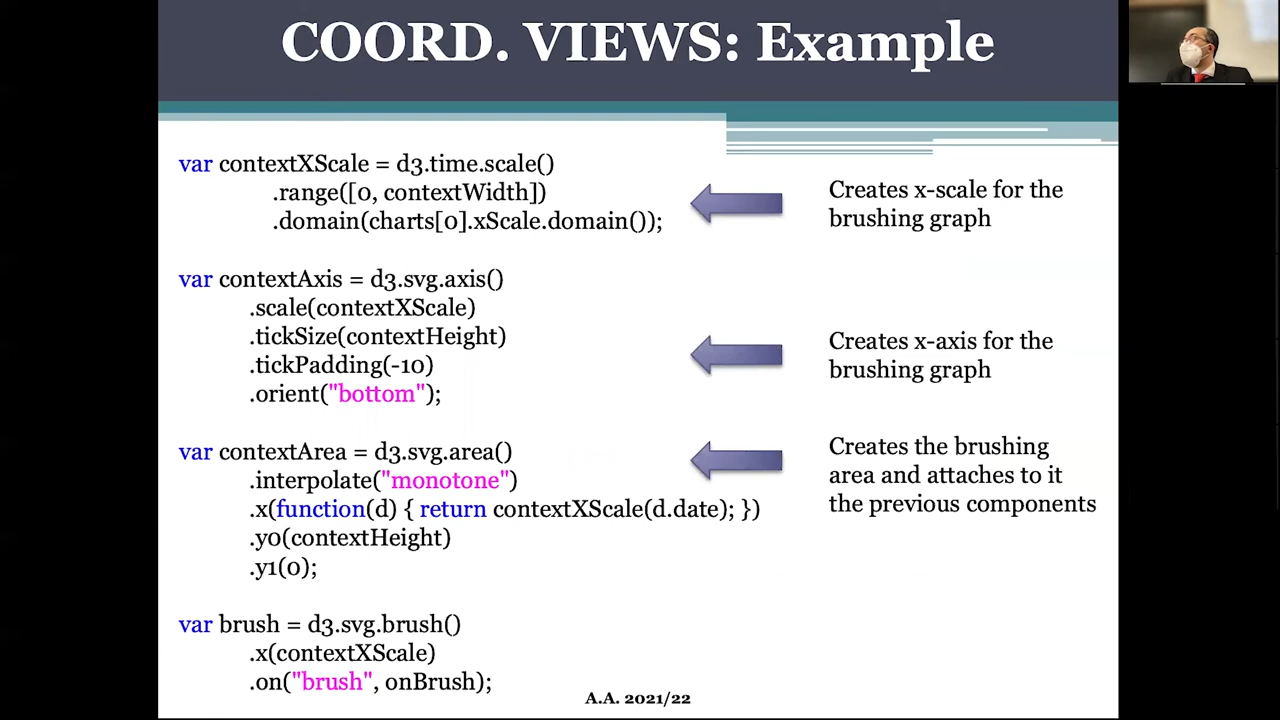 COORD. VIEWS: Example
var contextXScale = d3.time.scale()
.range([0, contextWidth])
.domain(charts[0].xScale.domain());
Creates x-scale for the
brushing graph
var contextAxis = d3.svg.axis()
.scale(contextXScale)
.tickSize(contextHeight)
.tickPadding(-10)
.orient("bottom");
Creates x-axis for the
brushing graph
var contextArea = d3.svg.area()
.interpolate("monotone")
.x(function(d) { return contextXScale(d.date); })
.y0(contextHeight)
.y1(0);
Creates the brushing
area and attaches to it
the previous components
var brush = d3.svg.brush()
.x(contextXScale)
.on("brush", onBrush);
A.A. 2021/22